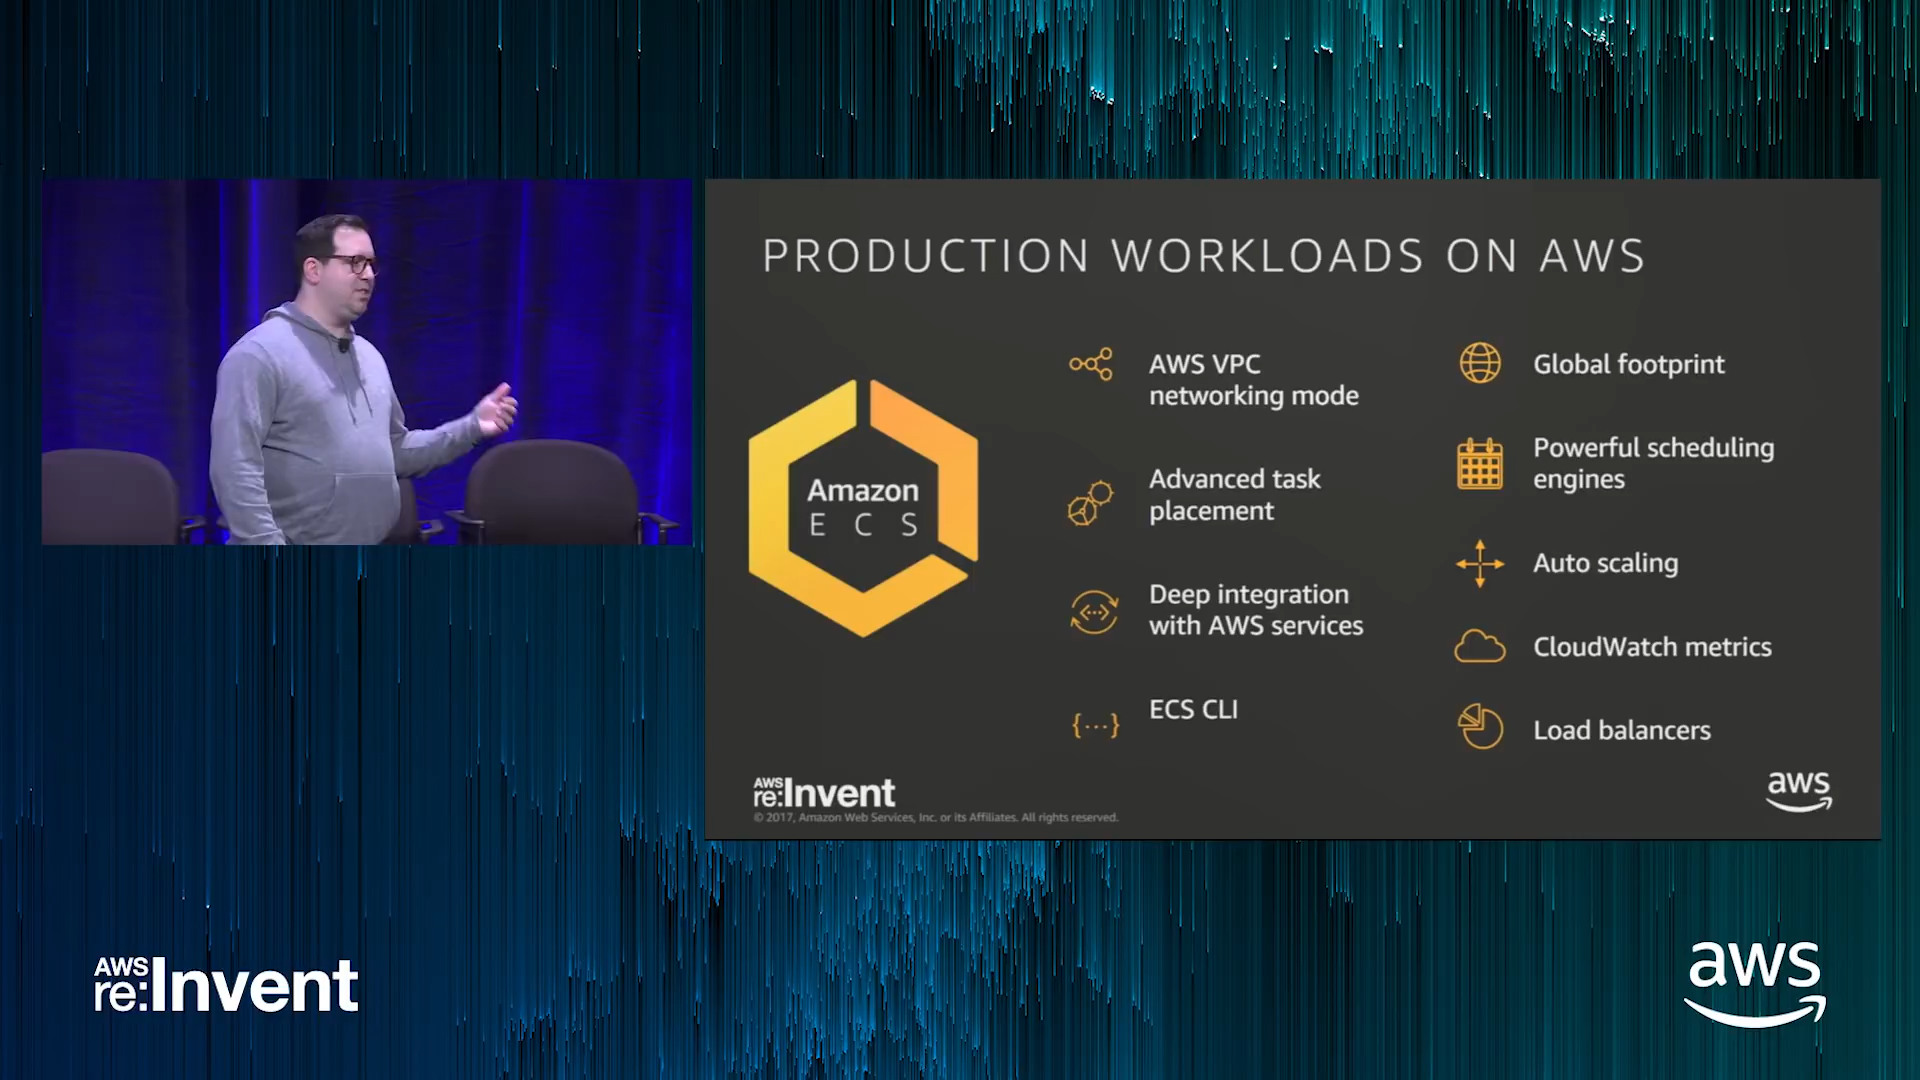 PRODUCTION WORKLOADS ON AWS
Amazon
ECS
AWS VPC
networking mode
Advanced task
placement
Deep integration
with AWS services
{...}
ECS CLI
Global footprint
Powerful scheduling
engines
Auto scaling
CloudWatch metrics
Load balancers
AWS
re:Invent
© 2017, Amazon Web Services, Inc. or its Affiliates. All rights reserved.
aws
AWS
re:Invent
aws